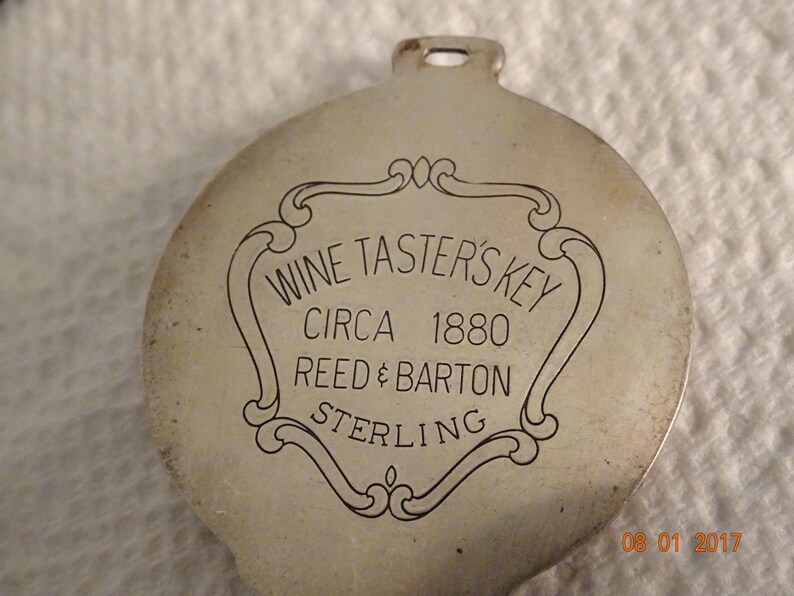 WINE TASTER'S KEY
CIRCA 1880
REED & BARTON
STERLING
08 01 2017